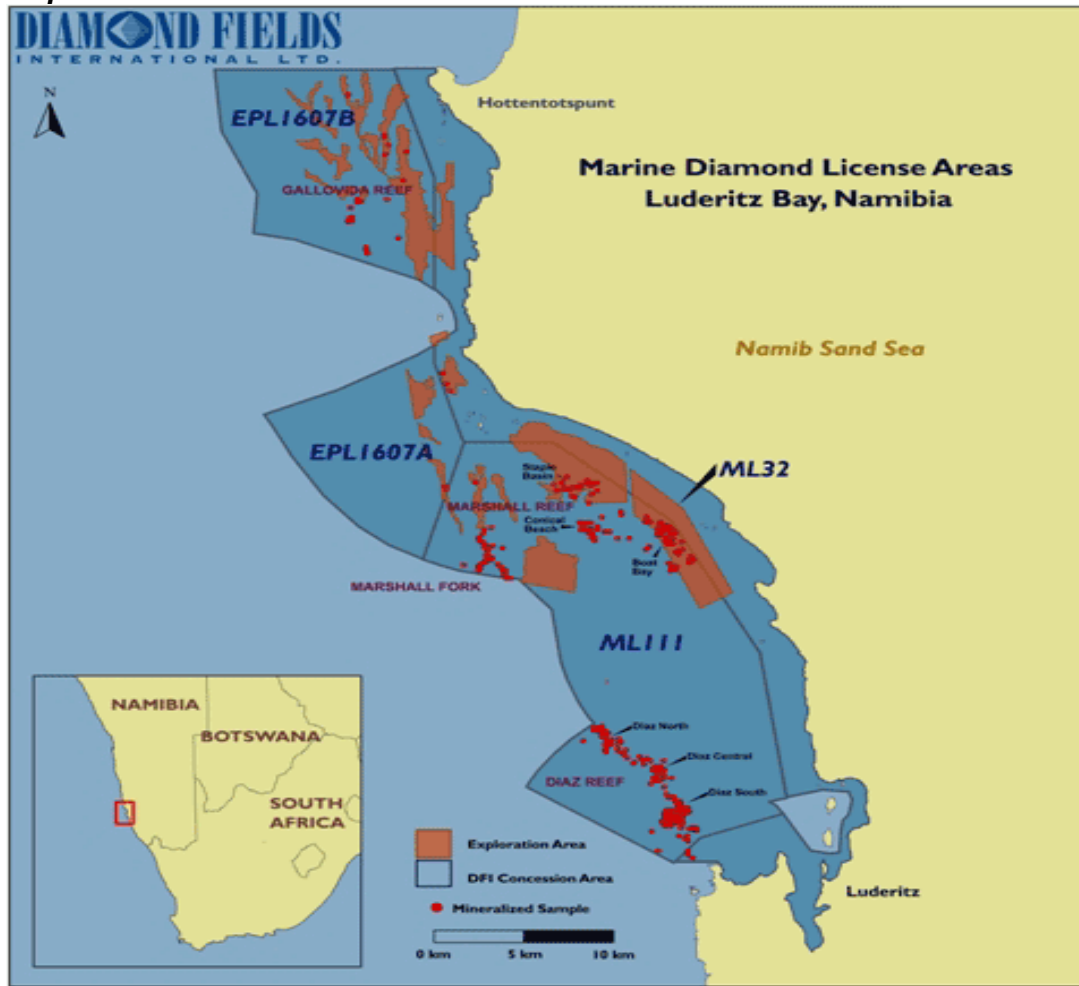 DIAMOND FIELDS
INTERNATIONAL LTD.
N
Hottentotspunt
EPL1607B
Marine Diamond License Areas
Luderitz Bay, Namibia
GALLOVIDA REEF
Namib Sand Sea
EPL1607A
ML32
Staple
Basin
MARSHALL REEF
Conical
Beach
Boat
Bay
MARSHALL FORK
ML111
NAMIBIA
BOTSWANA
SOUTH
AFRICA
Diaz North
Diaz Central
DIAZ REEF
Diaz South
Exploration Area
DFI Concession Area
Mineralized Sample
0 km
5 km
10 km
Luderitz